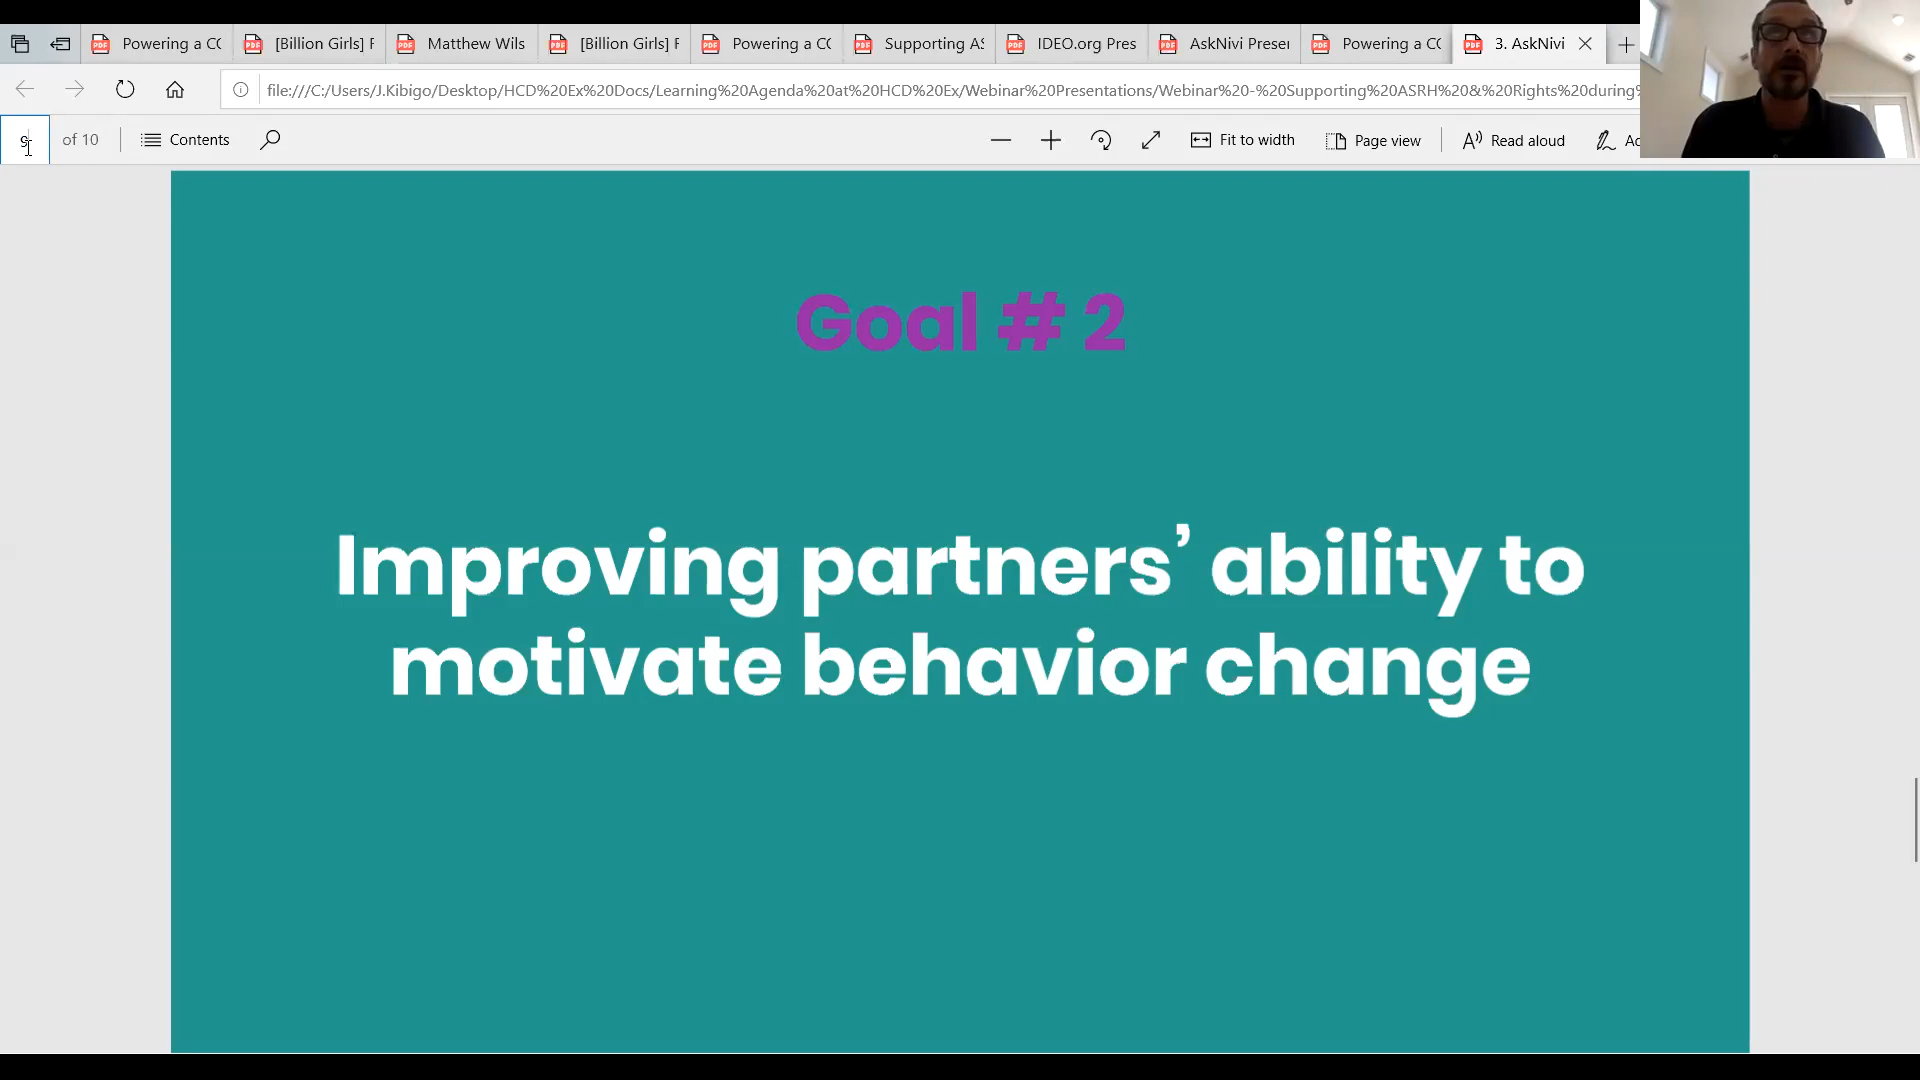 Powering a CC
[Billion Girls] F
Matthew Wils
[Billion Girls] F
Powering a CC
Supporting AS
IDEO.org Pres
AskNivi Presen
Powering a CC
3. AskNivi
file:///C:/Users/J.Kibigo/Desktop/HCD%20Ex%20Docs/Learning%20Agenda%20at%20HCD%20Ex/Webinar%20Presentations/Webinar%20-%20Supporting%20ASRH%20&%20Rights%20during%
of 10
Contents
Fit to width
Page view
Read aloud
Goal # 2
Improving partners’ ability to
motivate behavior change